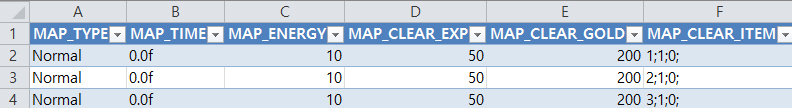 A B C D E F
1 MAP_TYPE MAP_TIME MAP_ENERGY MAP_CLEAR_EXP MAP_CLEAR_GOLD MAP_CLEAR_ITEM
2 Normal 0.0f 10 50 200 1;1;0;
3 Normal 0.0f 10 50 200 2;1;0;
4 Normal 0.0f 10 50 200 3;1;0;